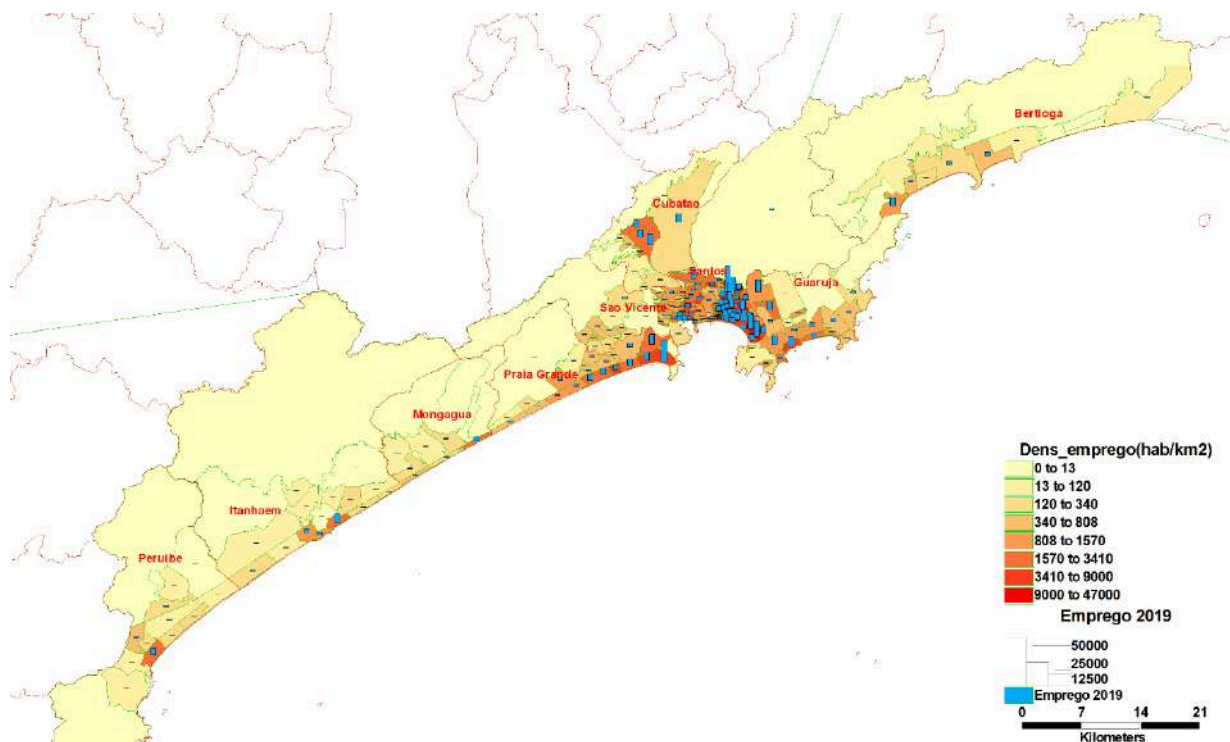 Bertioga
Cubatao
Santos
Guaruja
Sao Vicente
Praia Grande
Mongagua
Itanhaem
Peruibe
Dens_emprego(hab/km2)
0 to 13
13 to 120
120 to 340
340 to 808
808 to 1570
1570 to 3410
3410 to 9000
9000 to 47000
Emprego 2019
50000
25000
12500
Emprego 2019
0 7 14 21
Kilometers